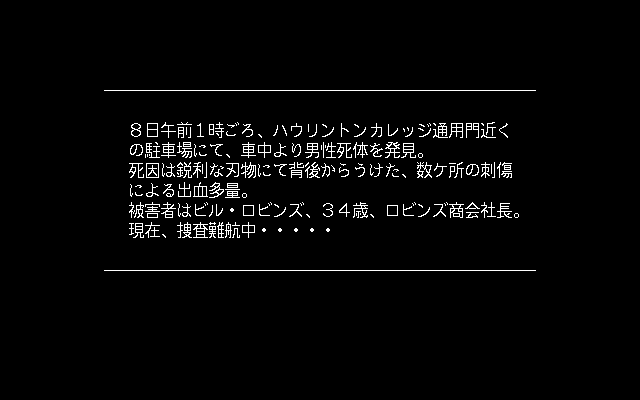 ８日午前１時ごろ、ハウリントンカレッジ通用門近く
の駐車場にて、車中より男性死体を発見。
死因は鋭利な刃物にて背後からうけた、数ケ所の刺傷
による出血多量。
被害者はビル・ロビンズ、３４歳、ロビンズ商会社長。
現在、捜査難航中・・・・・